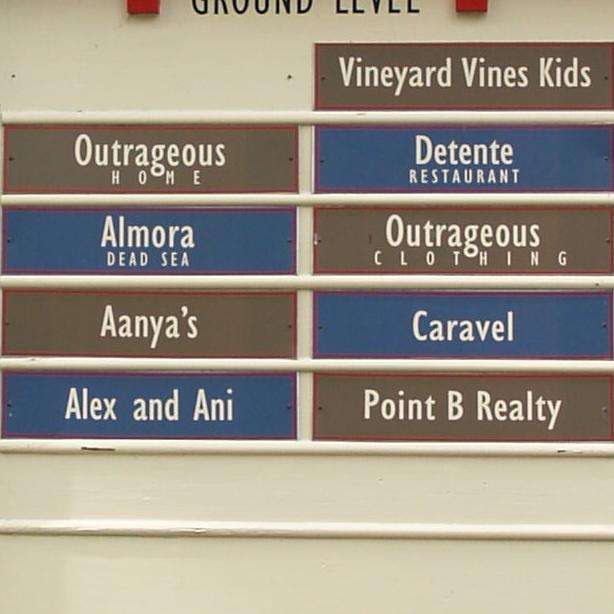 GROUND LEVEL
Vineyard Vines Kids
Outrageous
HOME
Detente
RESTAURANT
Almora
DEAD SEA
Outrageous
CLOTHING
Aanya's
Caravel
Alex and Ani
Point B Realty